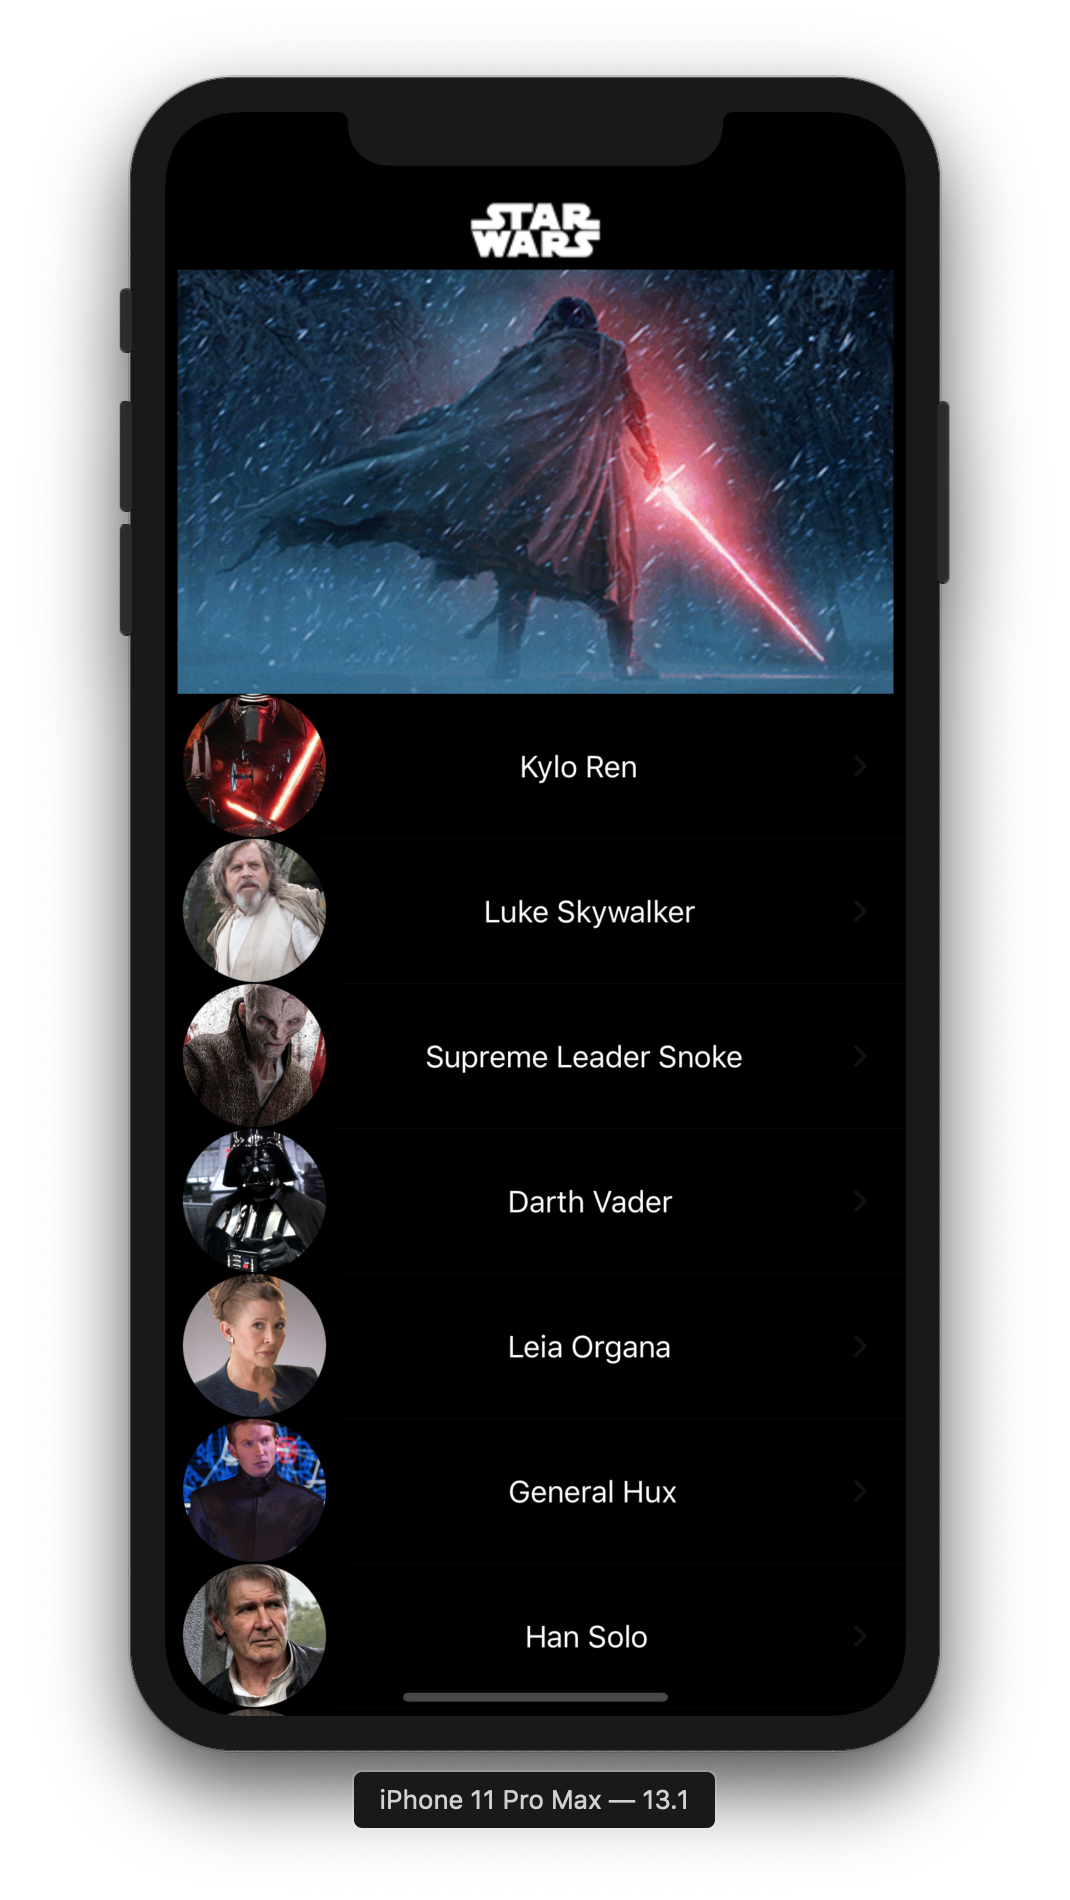 STAR
WARS
Kylo Ren
Luke Skywalker
Supreme Leader Snoke
Darth Vader
Leia Organa
General Hux
Han Solo
iPhone 11 Pro Max — 13.1